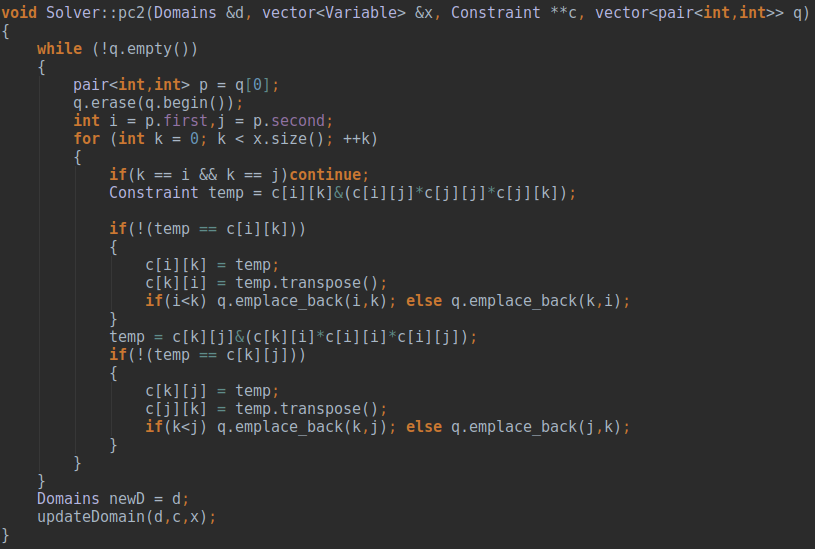 void Solver::pc2(Domains &d, vector<Variable> &x, Constraint **c, vector<pair<int,int>> q)
{
    while (!q.empty())
    {
        pair<int,int> p = q[0];
        q.erase(q.begin());
        int i = p.first,j = p.second;
        for (int k = 0; k < x.size(); ++k)
        {
            if(k == i && k == j)continue;
            Constraint temp = c[i][k]&(c[i][j]*c[j][j]*c[j][k]);

            if(!(temp == c[i][k]))
            {
                c[i][k] = temp;
                c[k][i] = temp.transpose();
                if(i<k) q.emplace_back(i,k); else q.emplace_back(k,i);
            }
            temp = c[k][j]&(c[k][i]*c[i][i]*c[i][j]);
            if(!(temp == c[k][j]))
            {
                c[k][j] = temp;
                c[j][k] = temp.transpose();
                if(k<j) q.emplace_back(k,j); else q.emplace_back(j,k);
            }
        }
    }
    Domains newD = d;
    updateDomain(d,c,x);
}